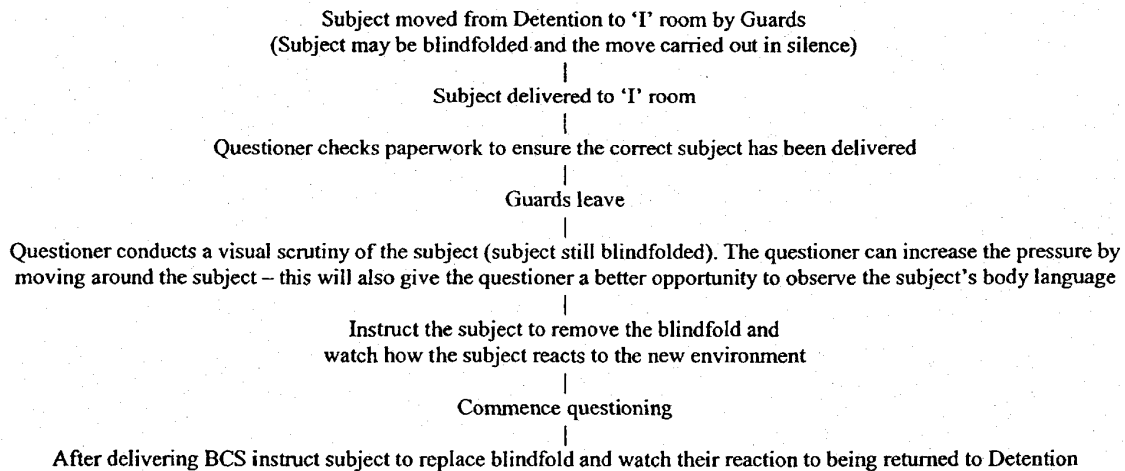 Subject moved from Detention to ‘I’ room by Guards
(Subject may be blindfolded and the move carried out in silence)
Subject delivered to ‘I’ room
Questioner checks paperwork to ensure the correct subject has been delivered
Guards leave
Questioner conducts a visual scrutiny of the subject (subject still blindfolded). The questioner can increase the pressure by
moving around the subject – this will also give the questioner a better opportunity to observe the subject’s body language
Instruct the subject to remove the blindfold and
watch how the subject reacts to the new environment
Commence questioning
After delivering BCS instruct subject to replace blindfold and watch their reaction to being returned to Detention